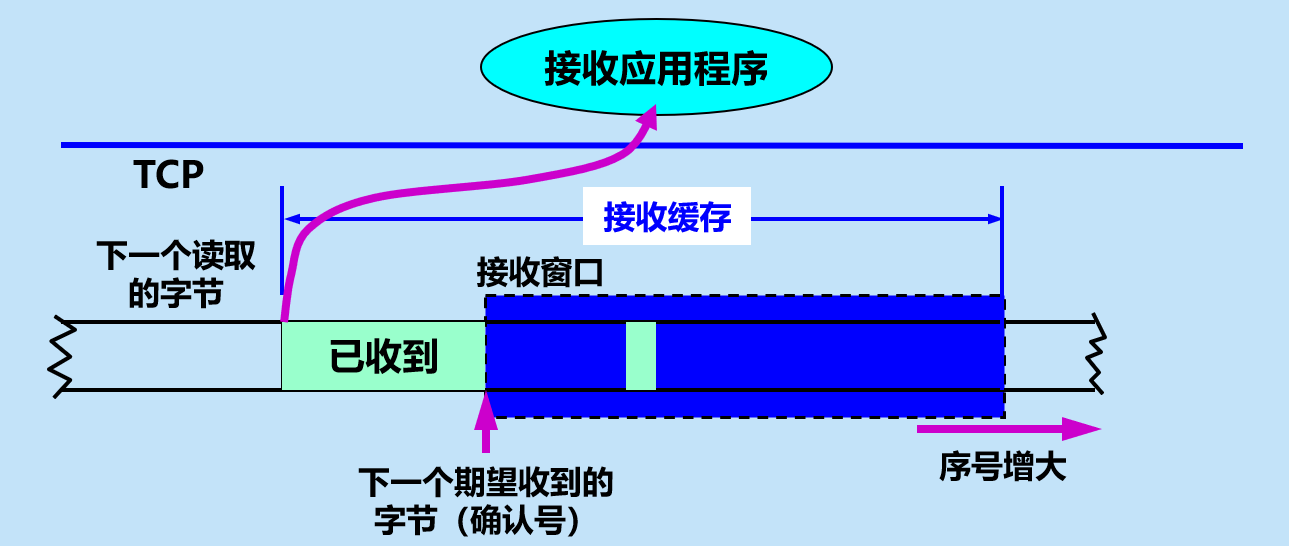 接收应用程序
TCP
接收缓存
下一个读取
的字节
接收窗口
已收到
序号增大
下一个期望收到的
字节（确认号）